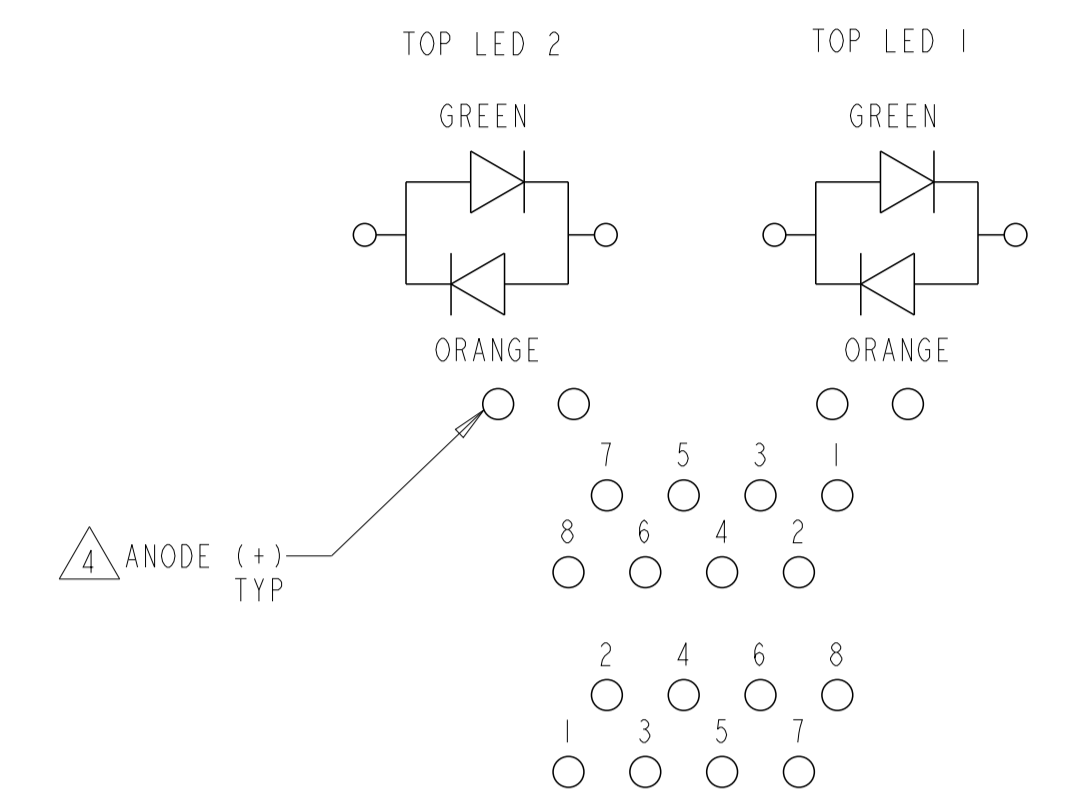 TOP LED 2
TOP LED 1
GREEN
GREEN
ORANGE
ORANGE
7 5 3 1
8 6 4 2
4 ANODE (+)
TYP
2 4 6 8
1 3 5 7